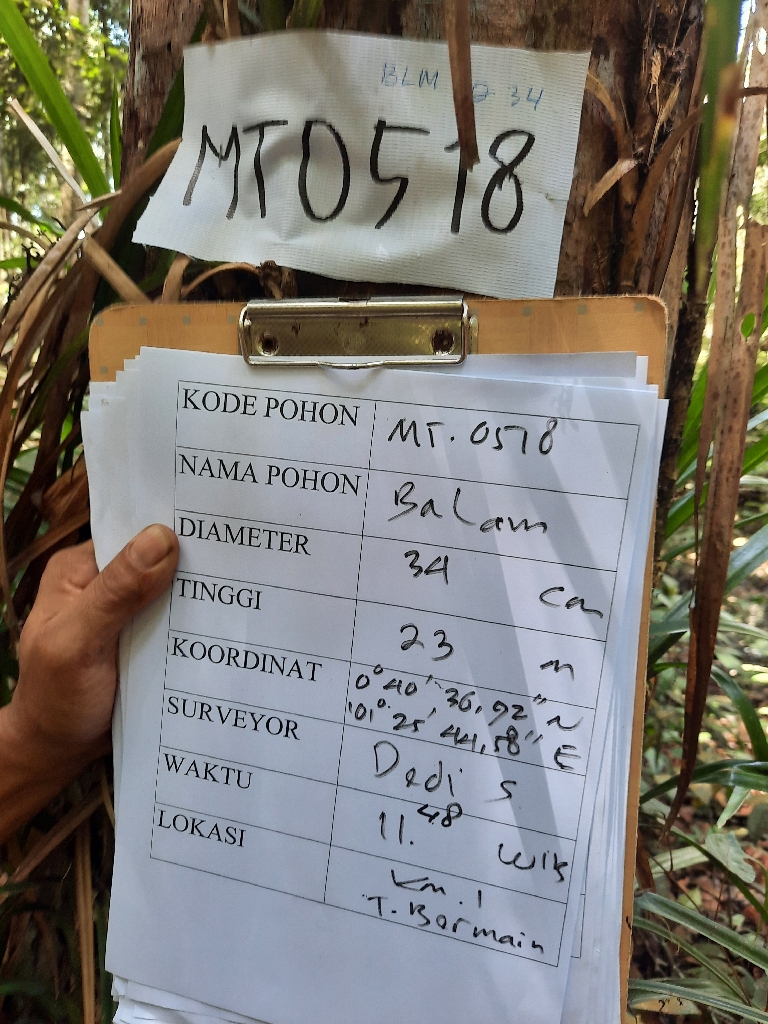 BLM Ø 34
MT0518
KODE POHON MT. 0518
NAMA POHON Balam
DIAMETER 34 cm
TINGGI 23 m
KOORDINAT 0° 40' 36,92" N
101° 25' 44,58" E
SURVEYOR Dedi S
WAKTU 11.48 WIB
LOKASI Km. 1
T. Bormain